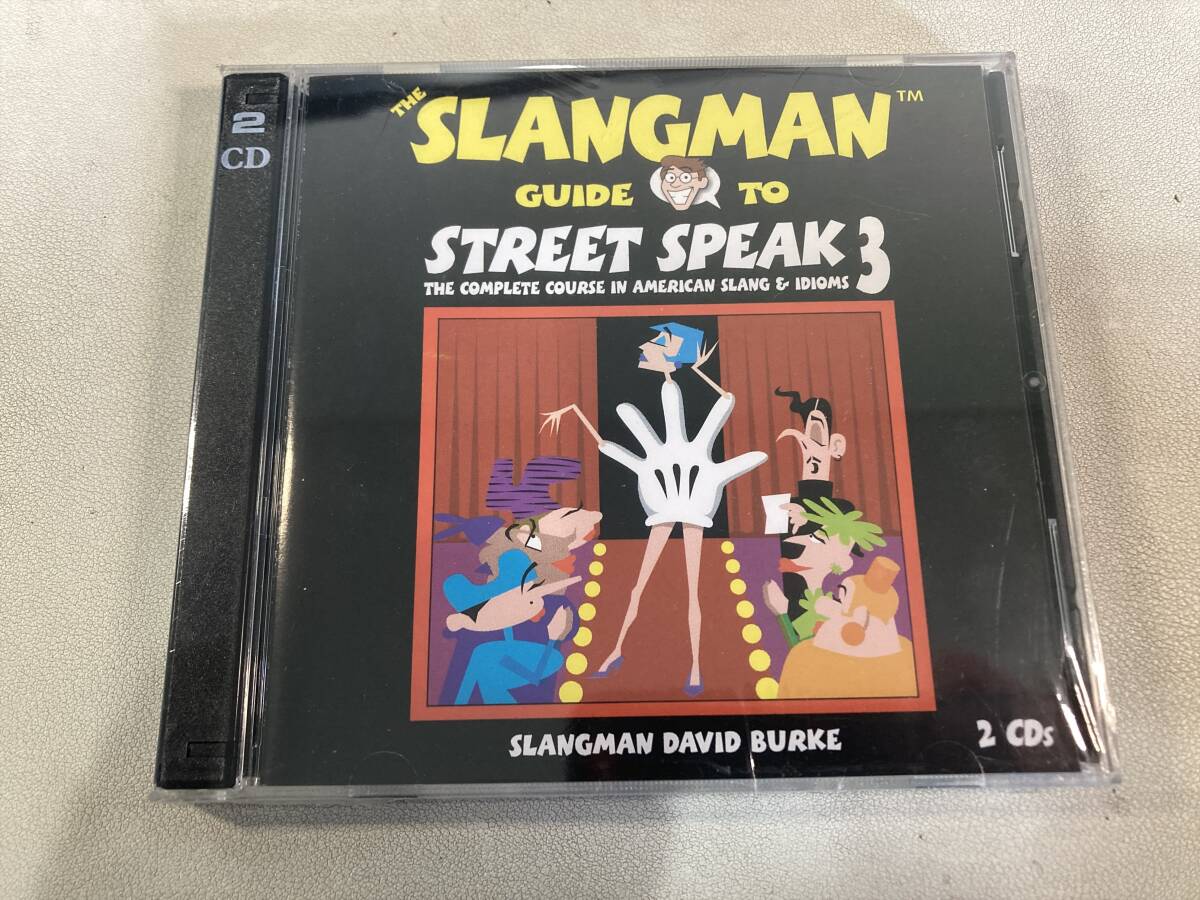 2
CD
THE
SLANGMAN™
GUIDE TO
STREET SPEAK 3
THE COMPLETE COURSE IN AMERICAN SLANG & IDIOMS
SLANGMAN DAVID BURKE
2 CDs